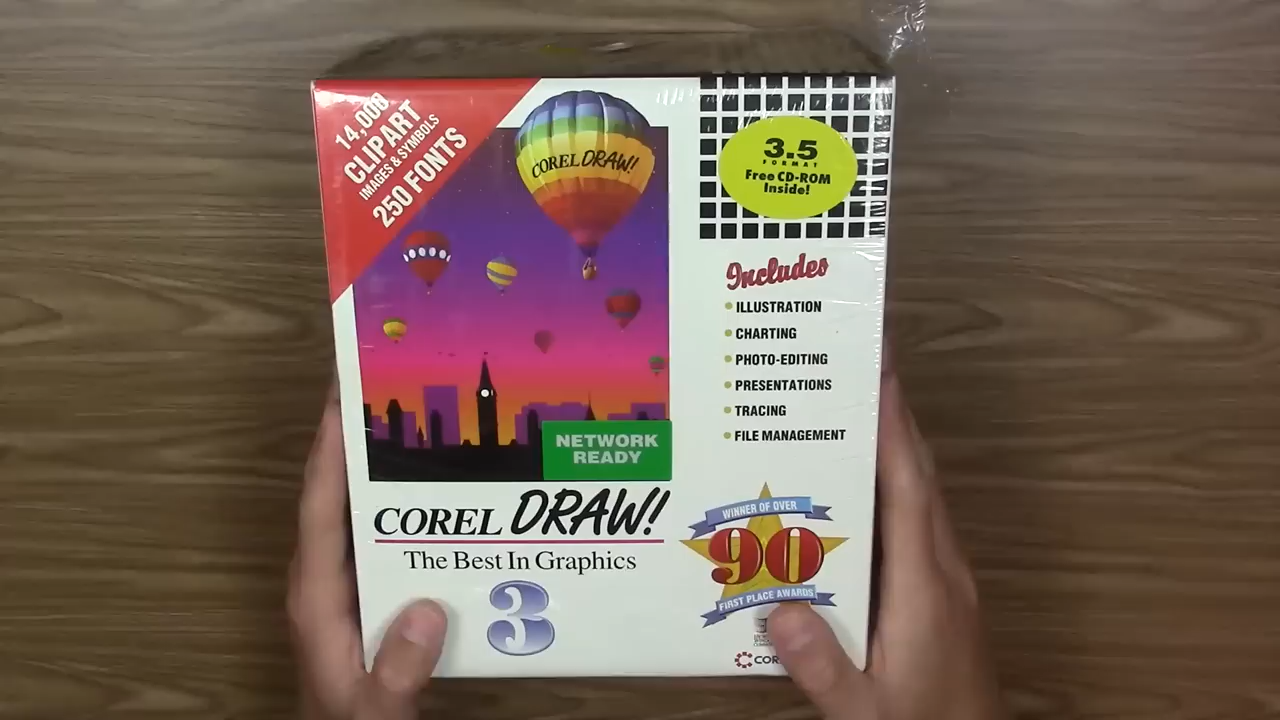 14,000
CLIPART
IMAGES & SYMBOLS
250 FONTS
COREL DRAW!
3.5
FORMAT
Free CD-ROM
Inside!
Includes
• ILLUSTRATION
• CHARTING
• PHOTO-EDITING
• PRESENTATIONS
• TRACING
• FILE MANAGEMENT
NETWORK
READY
COREL DRAW!
The Best In Graphics
3
WINNER OF OVER
90
FIRST PLACE AWARDS